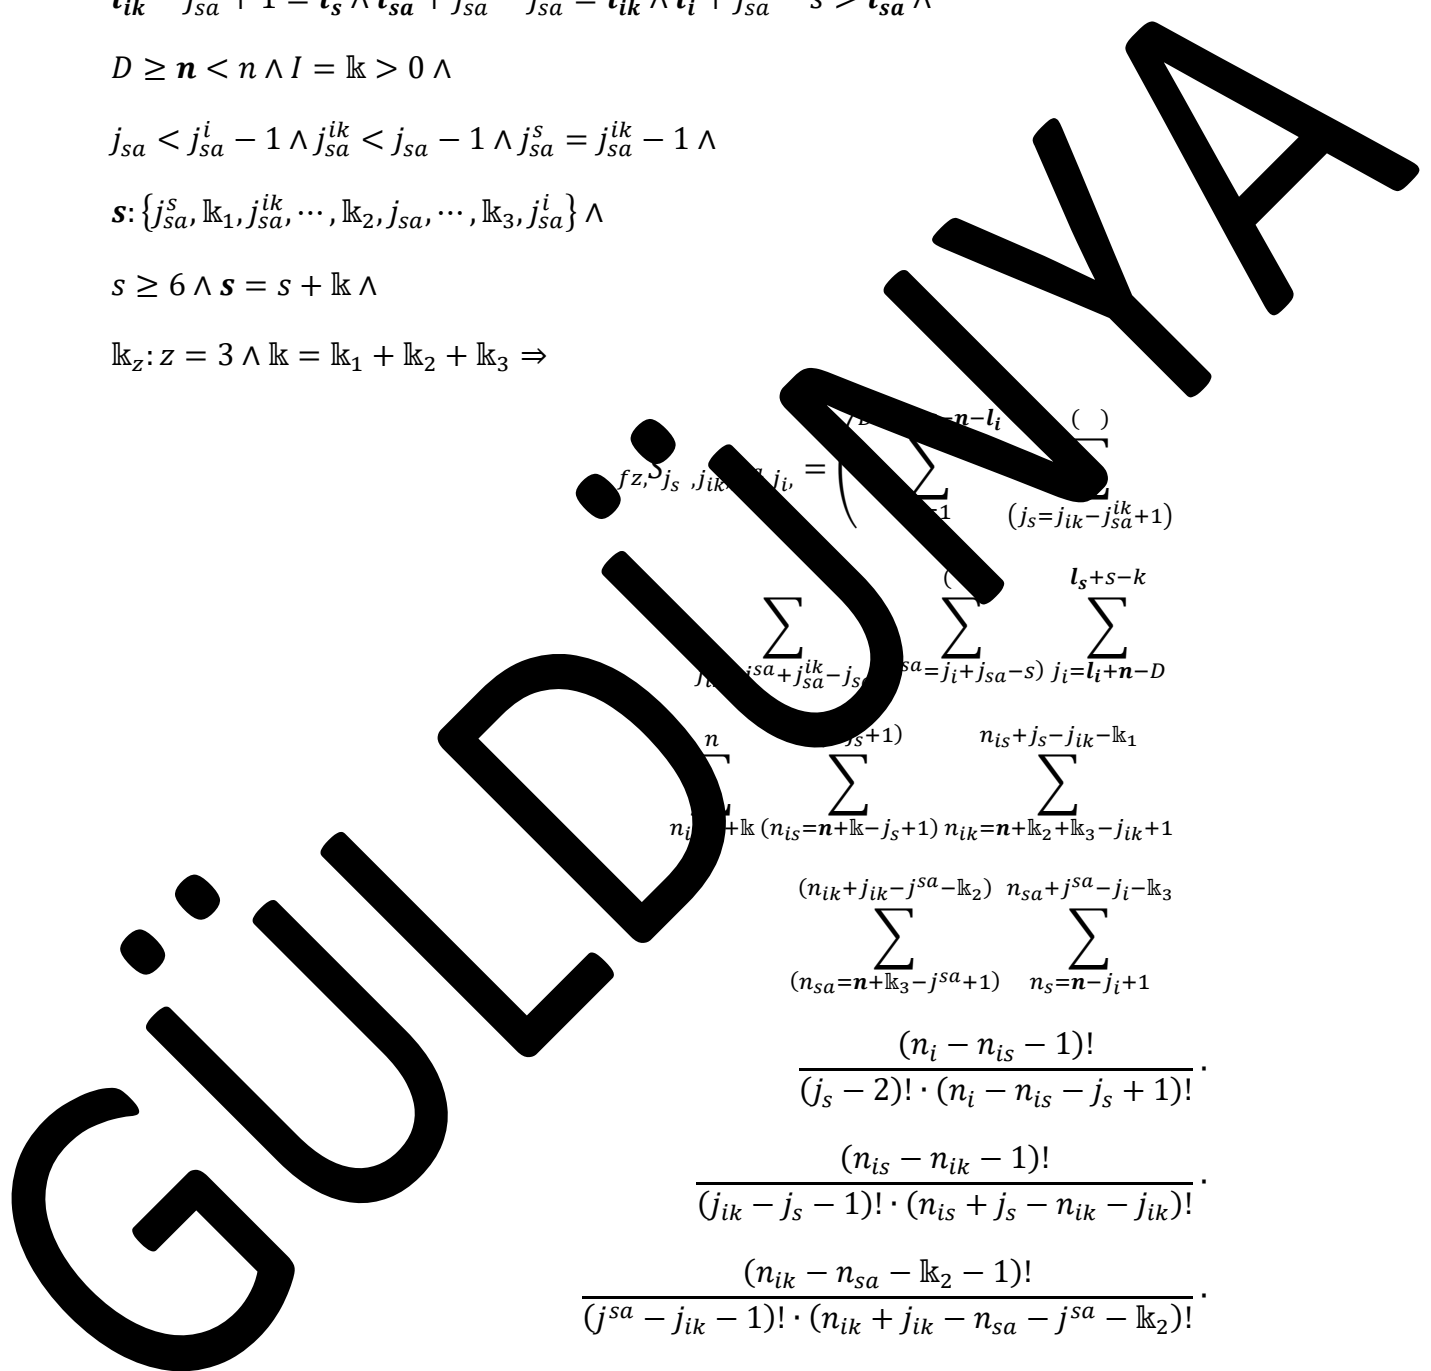 D ≥ n < n ∧ I = 𝕜 > 0 ∧
j_{sa} < j_{sa}^{i} − 1 ∧ j_{sa}^{ik} < j_{sa} − 1 ∧ j_{sa}^{s} = j_{sa}^{ik} − 1 ∧
s: {j_{sa}^{s}, 𝕜_1, j_{sa}^{ik}, ⋯, 𝕜_2, j_{sa}, ⋯, 𝕜_3, j_{sa}^{i}} ∧
s ≥ 6 ∧ s = s + 𝕜 ∧
𝕜_z: z = 3 ∧ 𝕜 = 𝕜_1 + 𝕜_2 + 𝕜_3 ⇒
−n−l_i ( )
= ( ∑ ∑
(j_s=j_{ik}−j_{sa}^{ik}+1)
l_s+s−k
∑ ∑ ∑
=j_i+j_{sa}−s) j_i=l_i+n−D
n j_s+1) n_{is}+j_s−j_{ik}−𝕜_1
∑ ∑ ∑
+𝕜 (n_{is}=n+𝕜−j_s+1) n_{ik}=n+𝕜_2+𝕜_3−j_{ik}+1
(n_{ik}+j_{ik}−j^{sa}−𝕜_2) n_{sa}+j^{sa}−j_i−𝕜_3
∑ ∑
(n_{sa}=n+𝕜_3−j^{sa}+1) n_s=n−j_i+1
(n_i − n_{is} − 1)!
(j_s − 2)! · (n_i − n_{is} − j_s + 1)! ·
(n_{is} − n_{ik} − 1)!
(j_{ik} − j_s − 1)! · (n_{is} + j_s − n_{ik} − j_{ik})! ·
(n_{ik} − n_{sa} − 𝕜_2 − 1)!
(j^{sa} − j_{ik} − 1)! · (n_{ik} + j_{ik} − n_{sa} − j^{sa} − 𝕜_2)! ·
GÜLDÜNYA